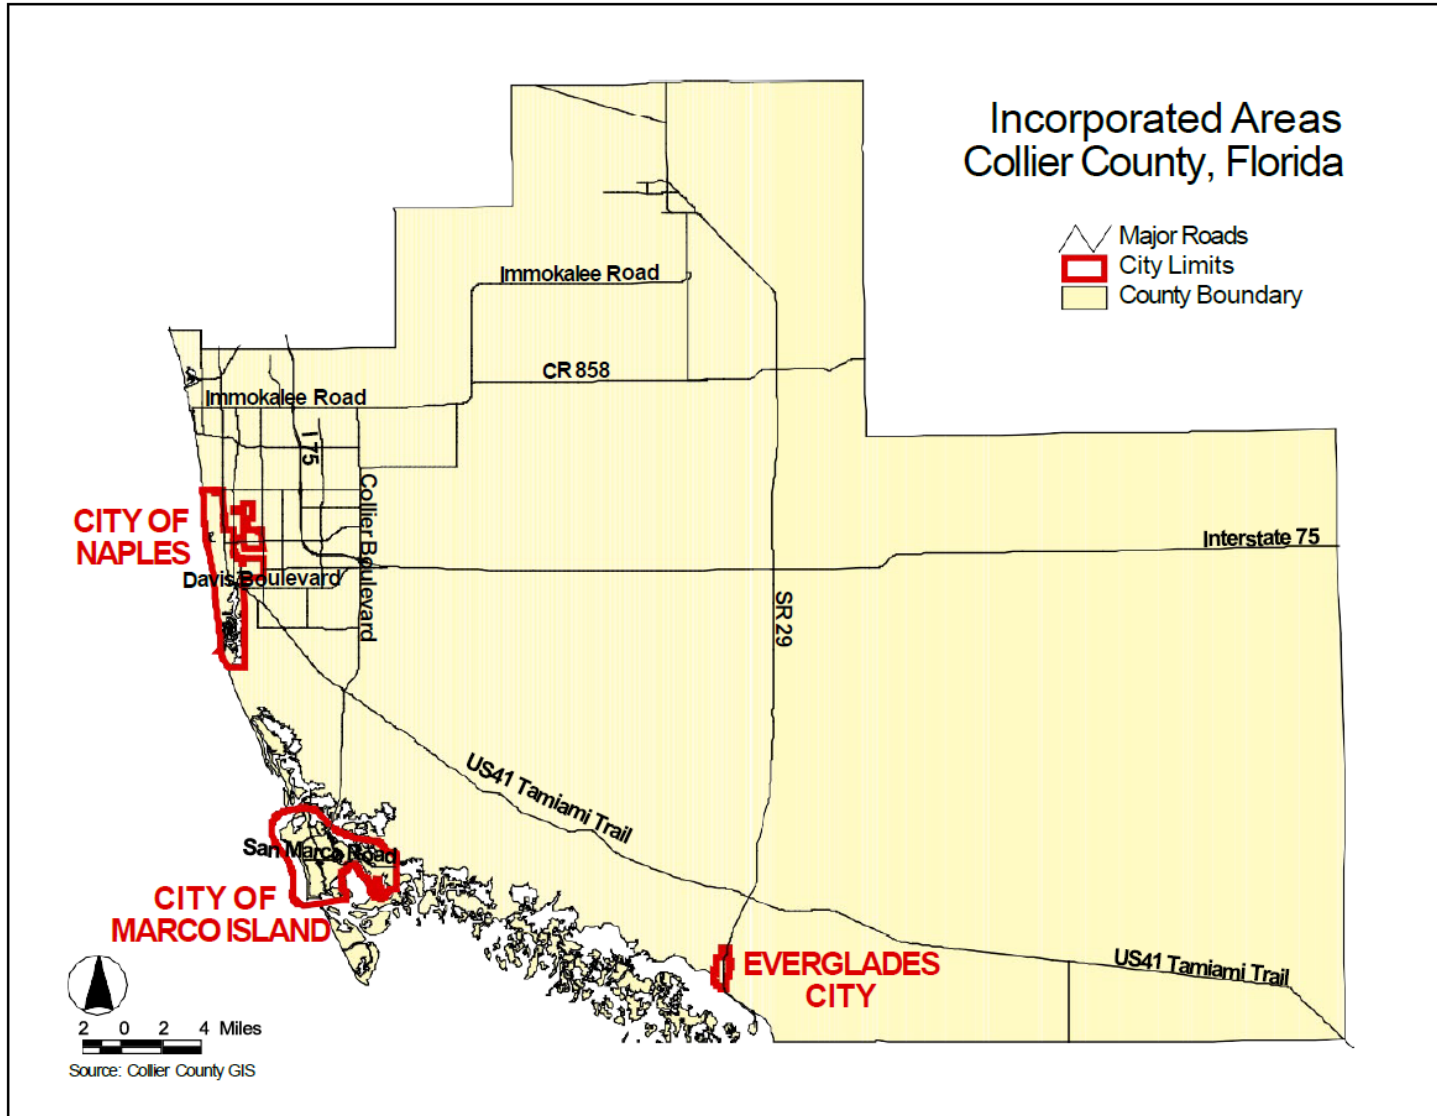 Incorporated Areas
Collier County, Florida
Major Roads
City Limits
County Boundary
Immokalee Road
CR 858
Immokalee Road
I 75
Collier Boulevard
CITY OF
NAPLES
Interstate 75
Davis Boulevard
SR 29
US41 Tamiami Trail
San Marco Road
CITY OF
MARCO ISLAND
EVERGLADES
CITY
US41 Tamiami Trail
2 0 2 4 Miles
Source: Collier County GIS